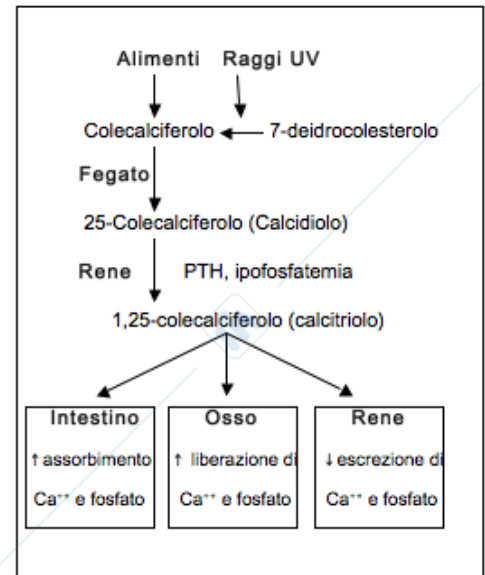 Alimenti Raggi UV
Colecalciferolo 7-deidrocolesterolo
Fegato
25-Colecalciferolo (Calcidiolo)
Rene PTH, ipofosfatemia
1,25-colecalciferolo (calcitriolo)
Intestino
↑ assorbimento
Ca⁺⁺ e fosfato
Osso
↑ liberazione di
Ca⁺⁺ e fosfato
Rene
↓ escrezione di
Ca⁺⁺ e fosfato